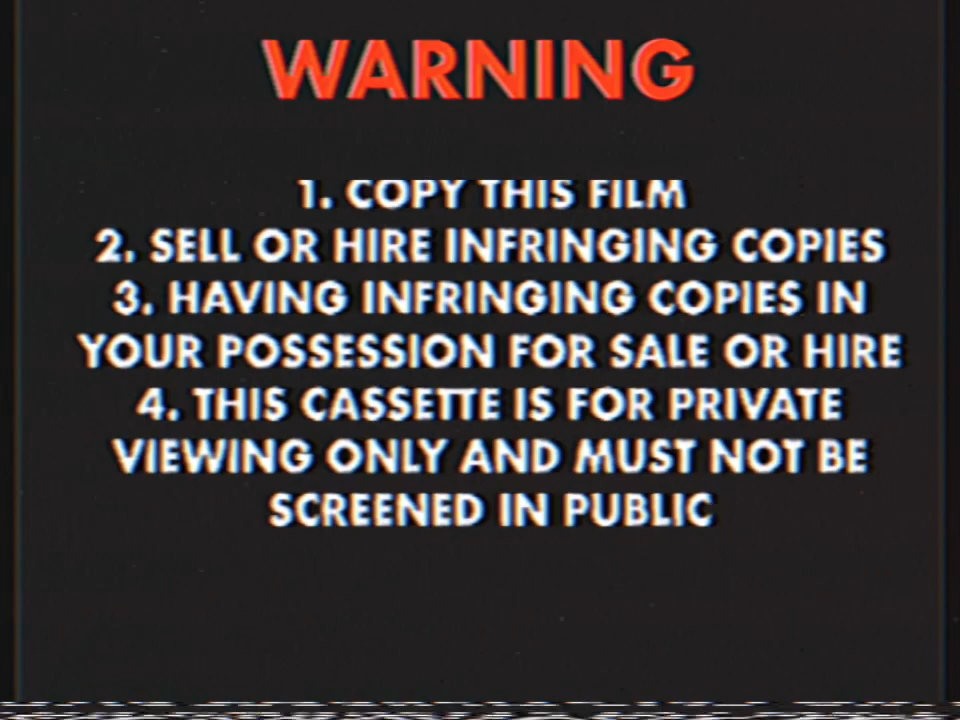 WARNING
1. COPY THIS FILM
2. SELL OR HIRE INFRINGING COPIES
3. HAVING INFRINGING COPIES IN
YOUR POSSESSION FOR SALE OR HIRE
4. THIS CASSETTE IS FOR PRIVATE
VIEWING ONLY AND MUST NOT BE
SCREENED IN PUBLIC